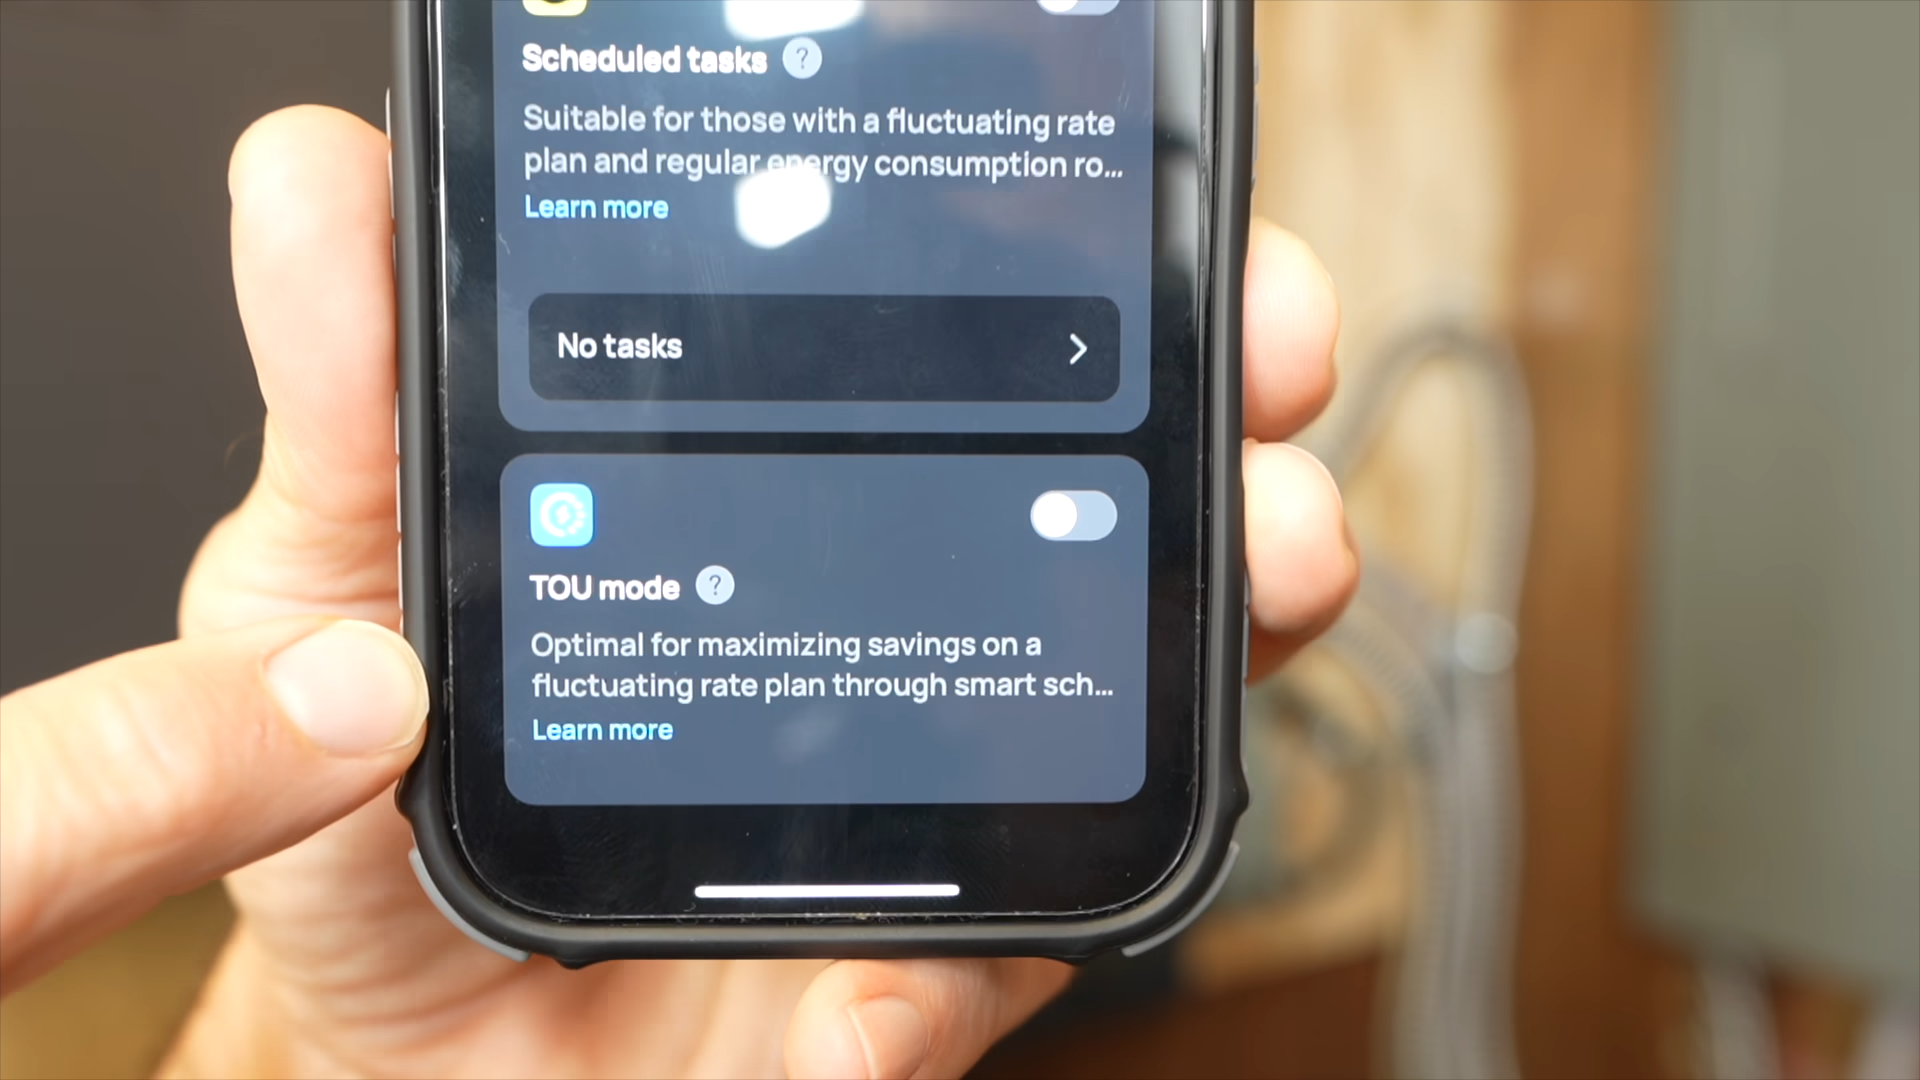 Scheduled tasks ?
Suitable for those with a fluctuating rate
plan and regular energy consumption ro...
Learn more
No tasks
TOU mode ?
Optimal for maximizing savings on a
fluctuating rate plan through smart sch...
Learn more